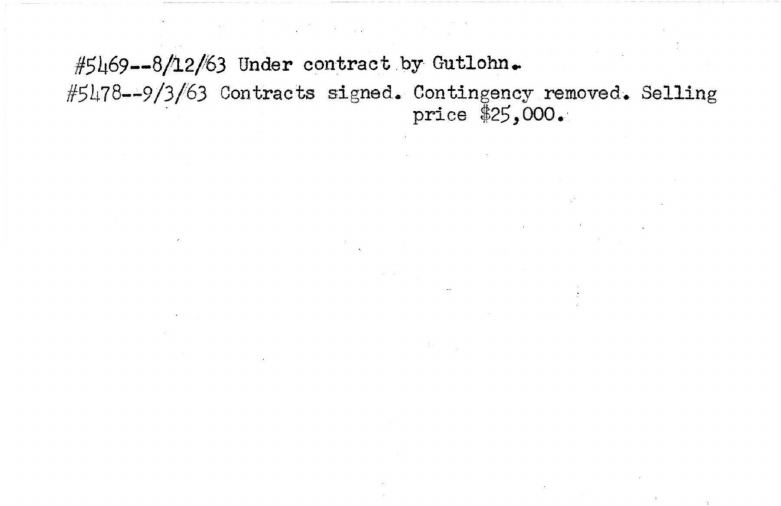 #5469--8/12/63 Under contract by Gutlohn.
#5478--9/3/63 Contracts signed. Contingency removed. Selling
price $25,000.